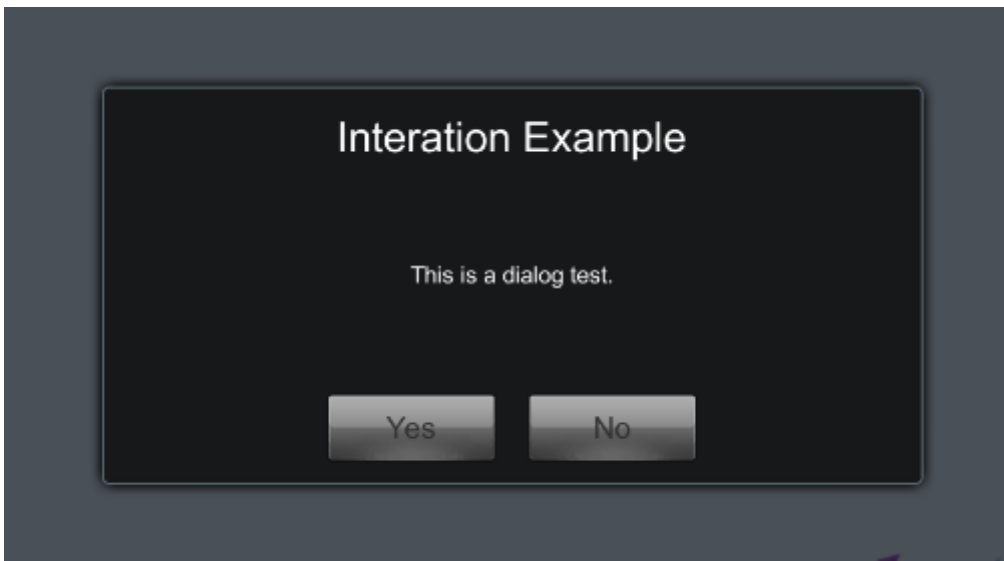 Interation Example
This is a dialog test.
Yes No